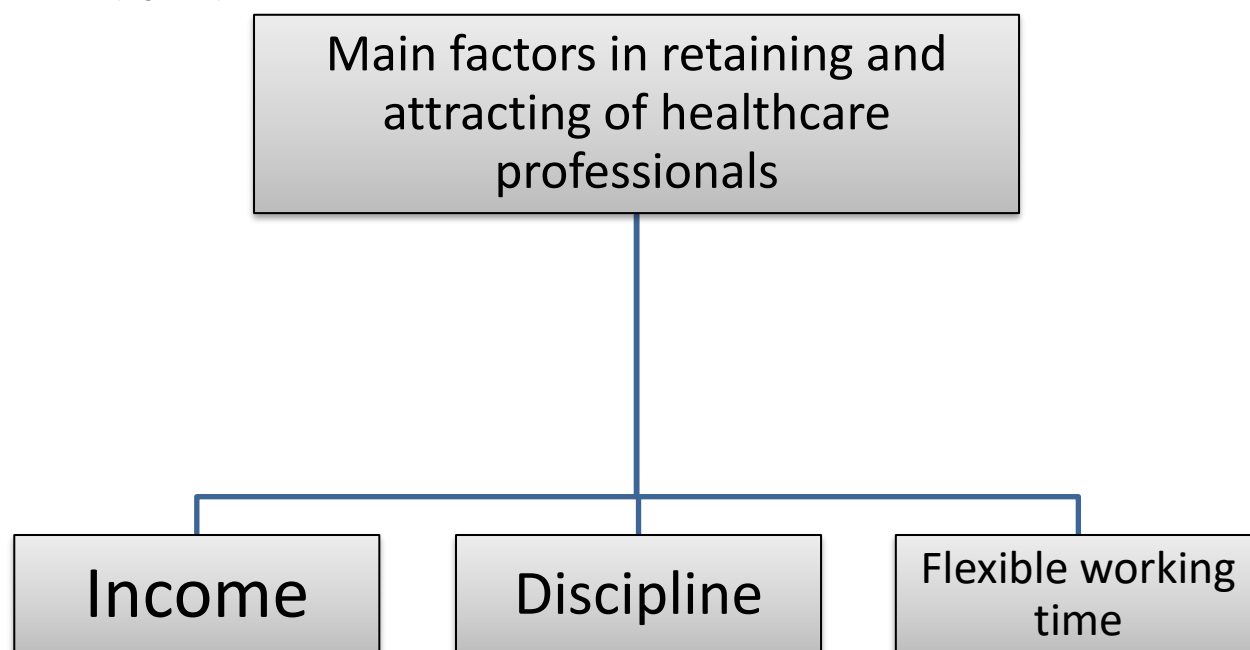 Main factors in retaining and
attracting of healthcare
professionals
Income
Discipline
Flexible working
time